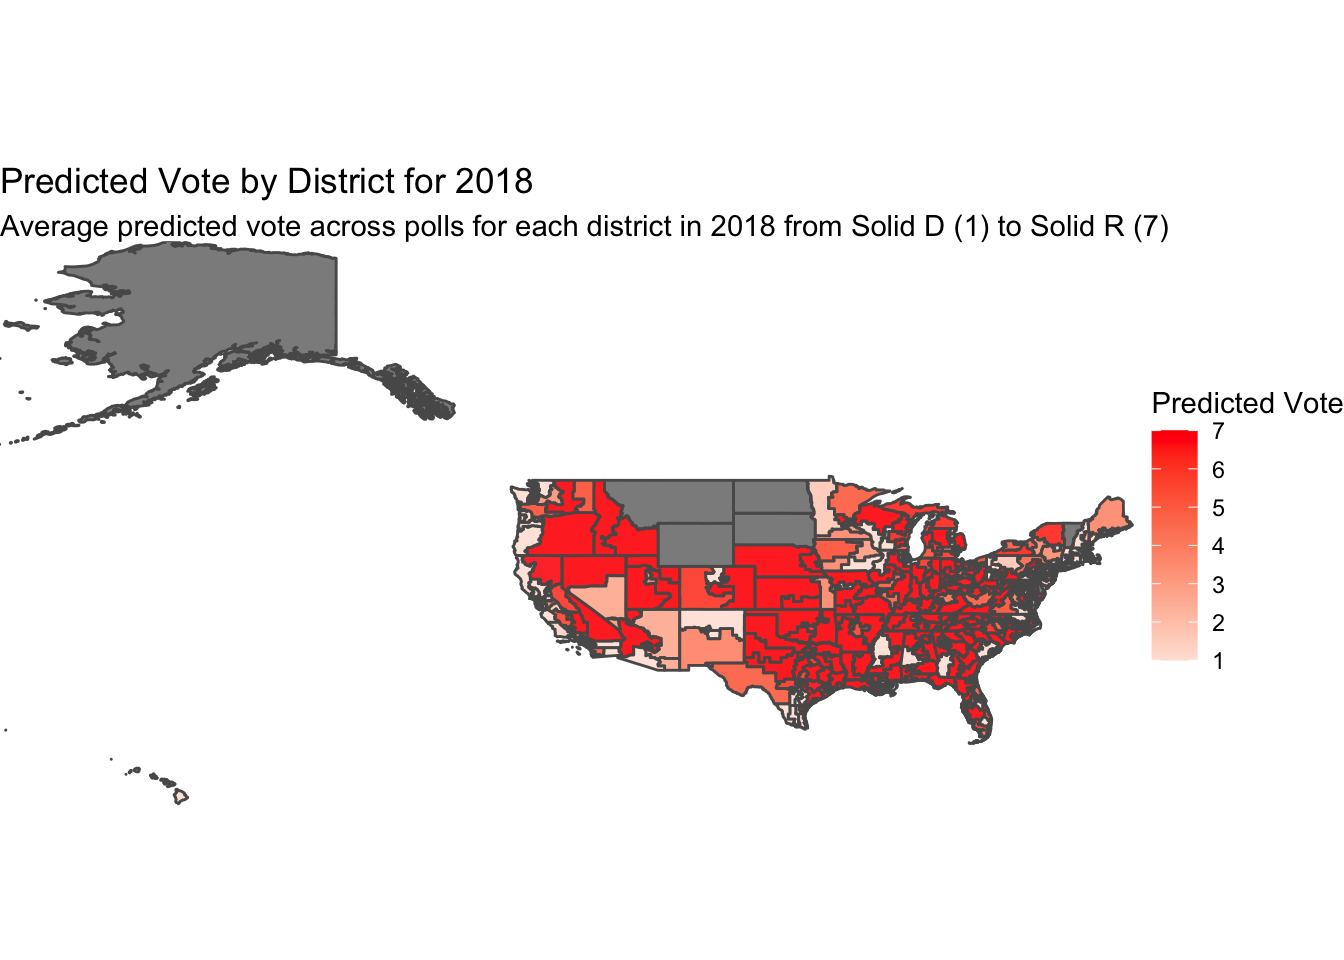 Predicted Vote by District for 2018
Average predicted vote across polls for each district in 2018 from Solid D (1) to Solid R (7)
Predicted Vote
7
6
5
4
3
2
1